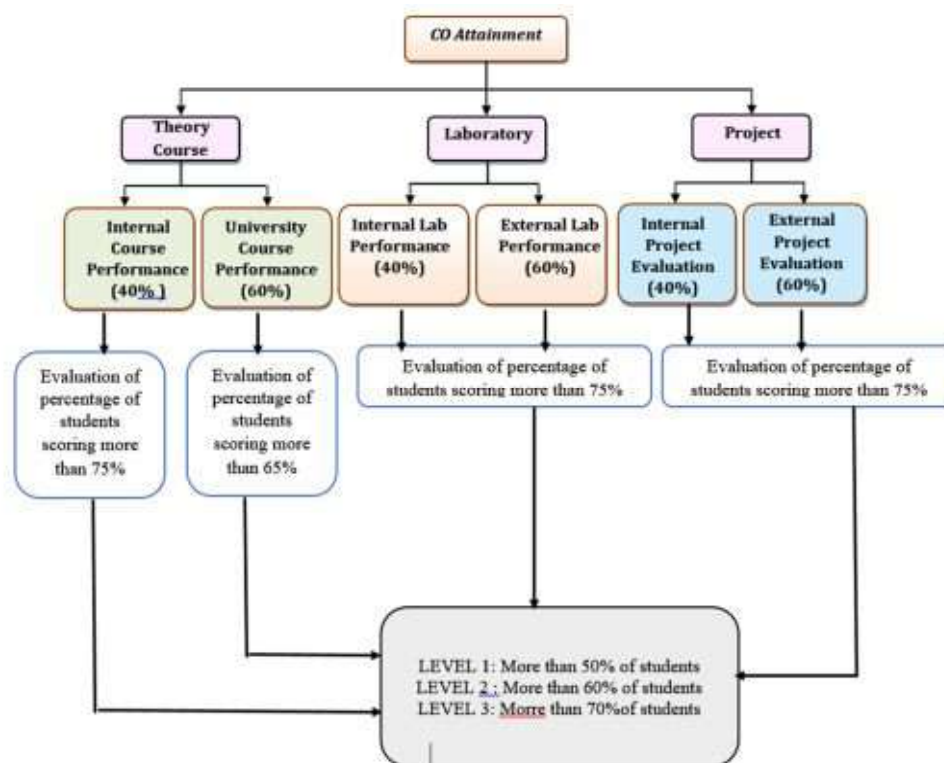 CO Attainment
Theory
Course
Laboratory
Project
Internal
Course
Performance
(40% )
University
Course
Performance
(60%)
Internal Lab
Performance
(40%)
External Lab
Performance
(60%)
Internal
Project
Evaluation
(40%)
External
Project
Evaluation
(60%)
Evaluation of
percentage of
students
scoring more
than 75%
Evaluation of
percentage of
students
scoring more
than 65%
Evaluation of percentage of
students scoring more than 75%
Evaluation of percentage of
students scoring more than 75%
LEVEL 1: More than 50% of students
LEVEL 2 : More than 60% of students
LEVEL 3: Morre than 70%of students